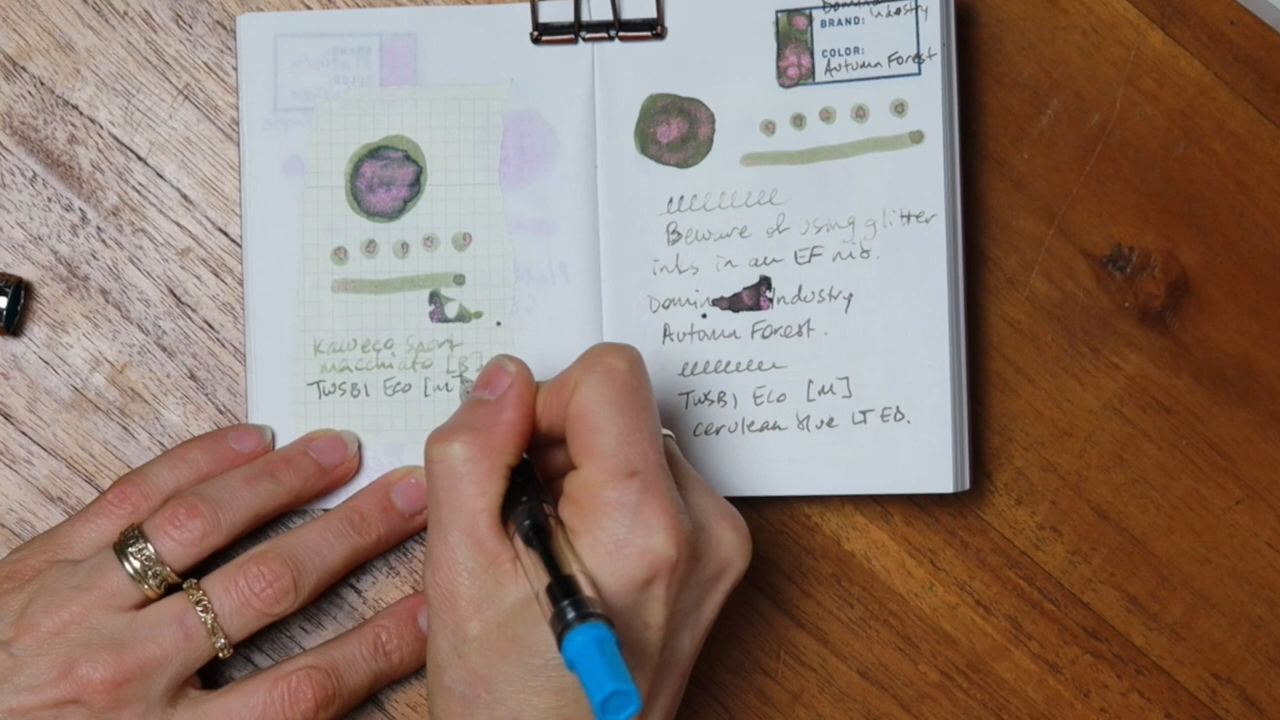 Kaweco Sport
macchiato [B]
TWSBI Eco [M
Industry
BRAND:
COLOR:
Autumn Forest
Beware of using glitter
inks in an EF nib.
Domin Industry
Autumn Forest.
TWSBI Eco [M]
cerulean blue LT ED.